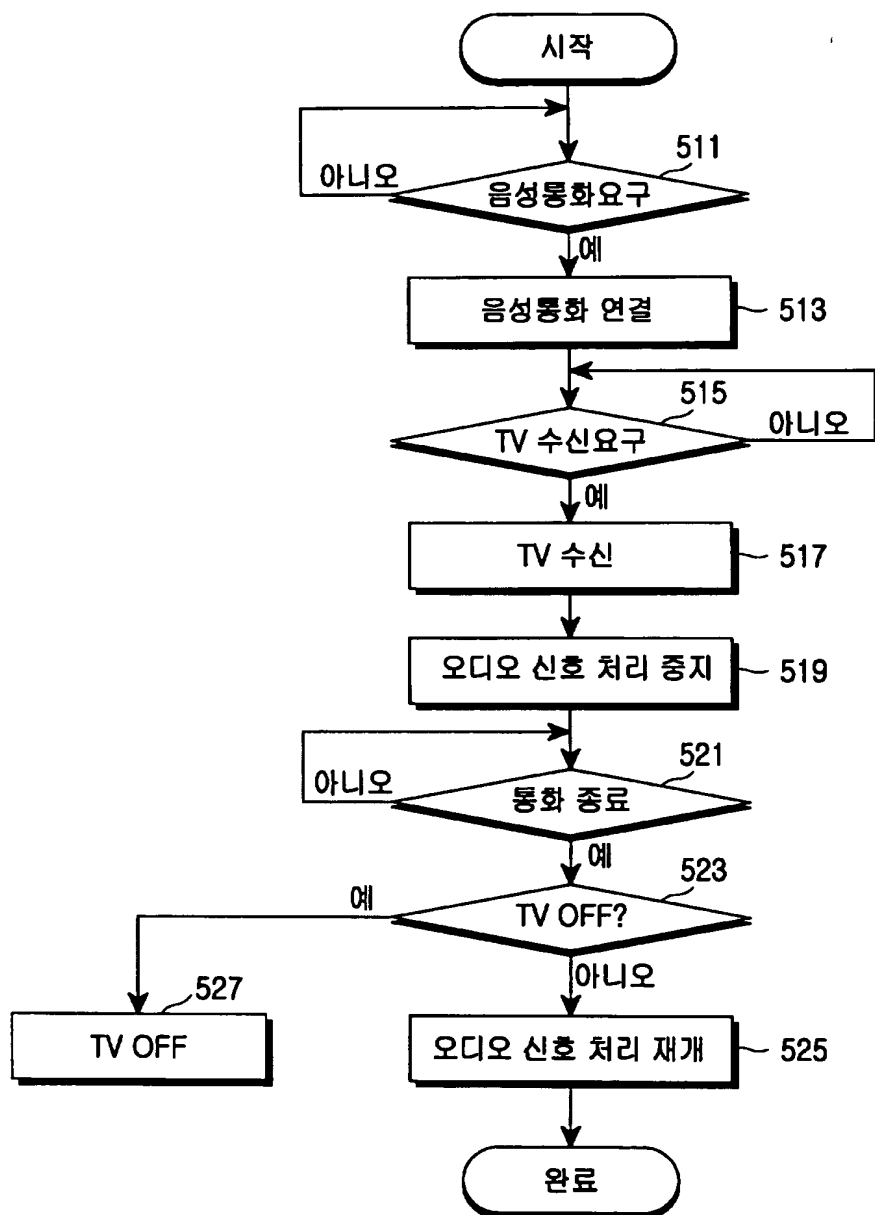 시작
511
아니오
음성통화요구
예
음성통화 연결
513
515
TV 수신요구
아니오
예
TV 수신
517
오디오 신호 처리 중지
519
521
아니오
통화 종료
예
523
예
TV OFF?
아니오
527
TV OFF
오디오 신호 처리 재개
525
완료